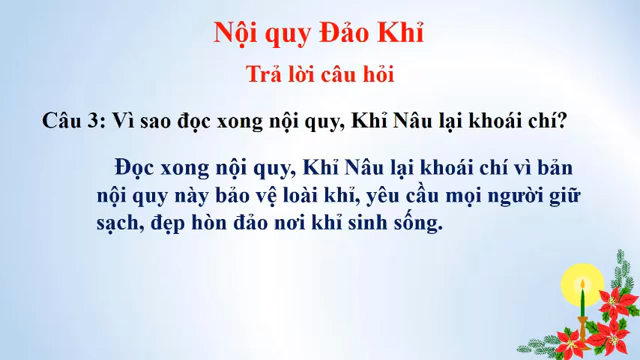 Nội quy Đảo Khỉ
Trả lời câu hỏi
Câu 3: Vì sao đọc xong nội quy, Khỉ Nâu lại khoái chí?
Đọc xong nội quy, Khỉ Nâu lại khoái chí vì bản
nội quy này bảo vệ loài khỉ, yêu cầu mọi người giữ
sạch, đẹp hòn đảo nơi khỉ sinh sống.